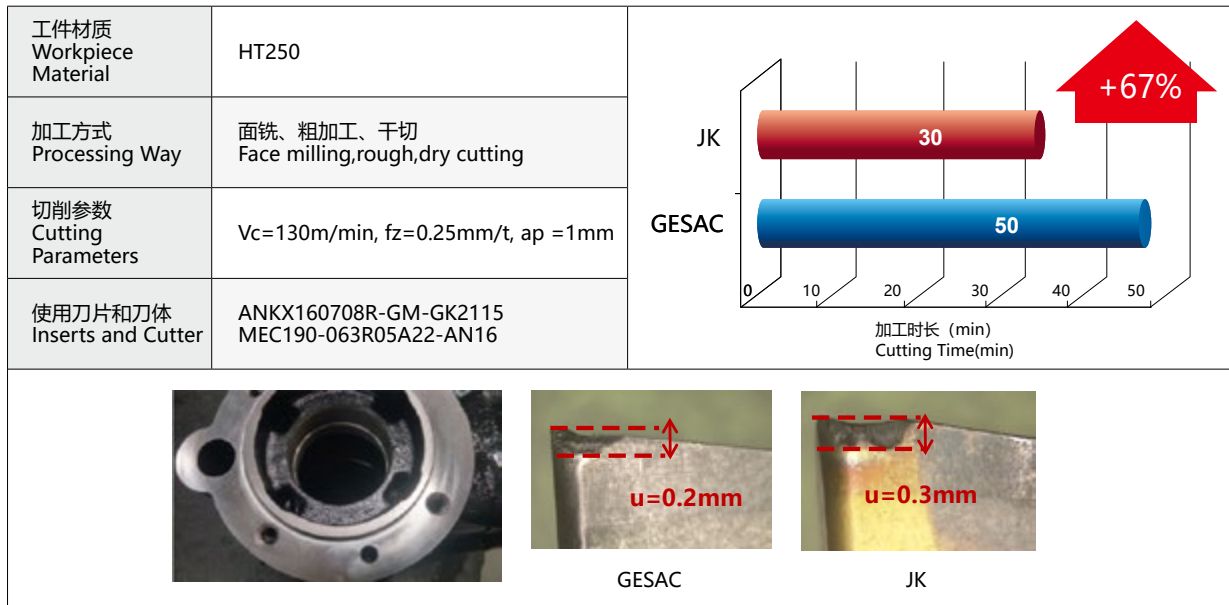 工件材质
Workpiece
Material
HT250
加工方式
Processing Way
面铣、粗加工、干切
Face milling,rough,dry cutting
切削参数
Cutting
Parameters
Vc=130m/min, fz=0.25mm/t, ap =1mm
使用刀片和刀体
Inserts and Cutter
ANKX160708R-GM-GK2115
MEC190-063R05A22-AN16
+67%
JK
30
GESAC
50
0 10 20 30 40 50
加工时长（min）
Cutting Time(min)
u=0.2mm
u=0.3mm
GESAC
JK